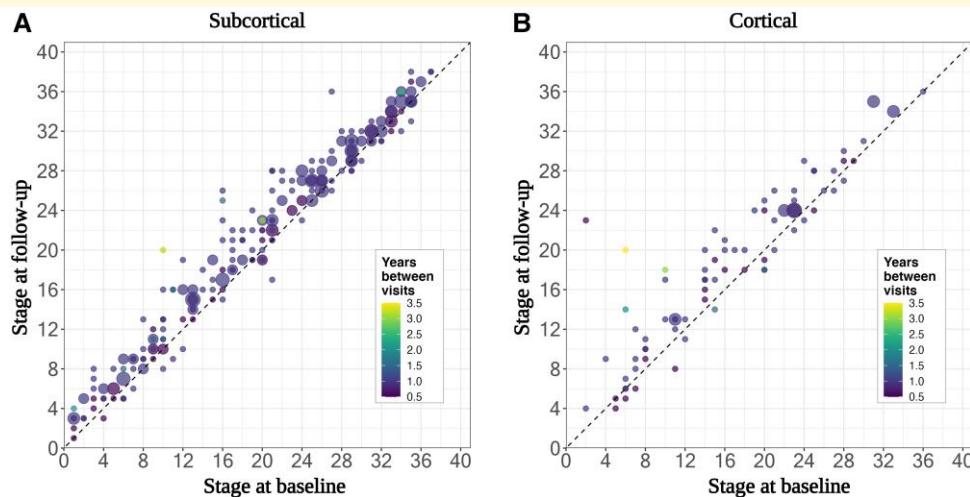 A
Subcortical
Stage at follow-up
40
36
32
28
24
20
16
12
8
4
0
0 4 8 12 16 20 24 28 32 36 40
Stage at baseline
Years
between
visits
3.5
3.0
2.5
2.0
1.5
1.0
0.5
B
Cortical
Stage at follow-up
40
36
32
28
24
20
16
12
8
4
0
0 4 8 12 16 20 24 28 32 36 40
Stage at baseline
Years
between
visits
3.5
3.0
2.5
2.0
1.5
1.0
0.5